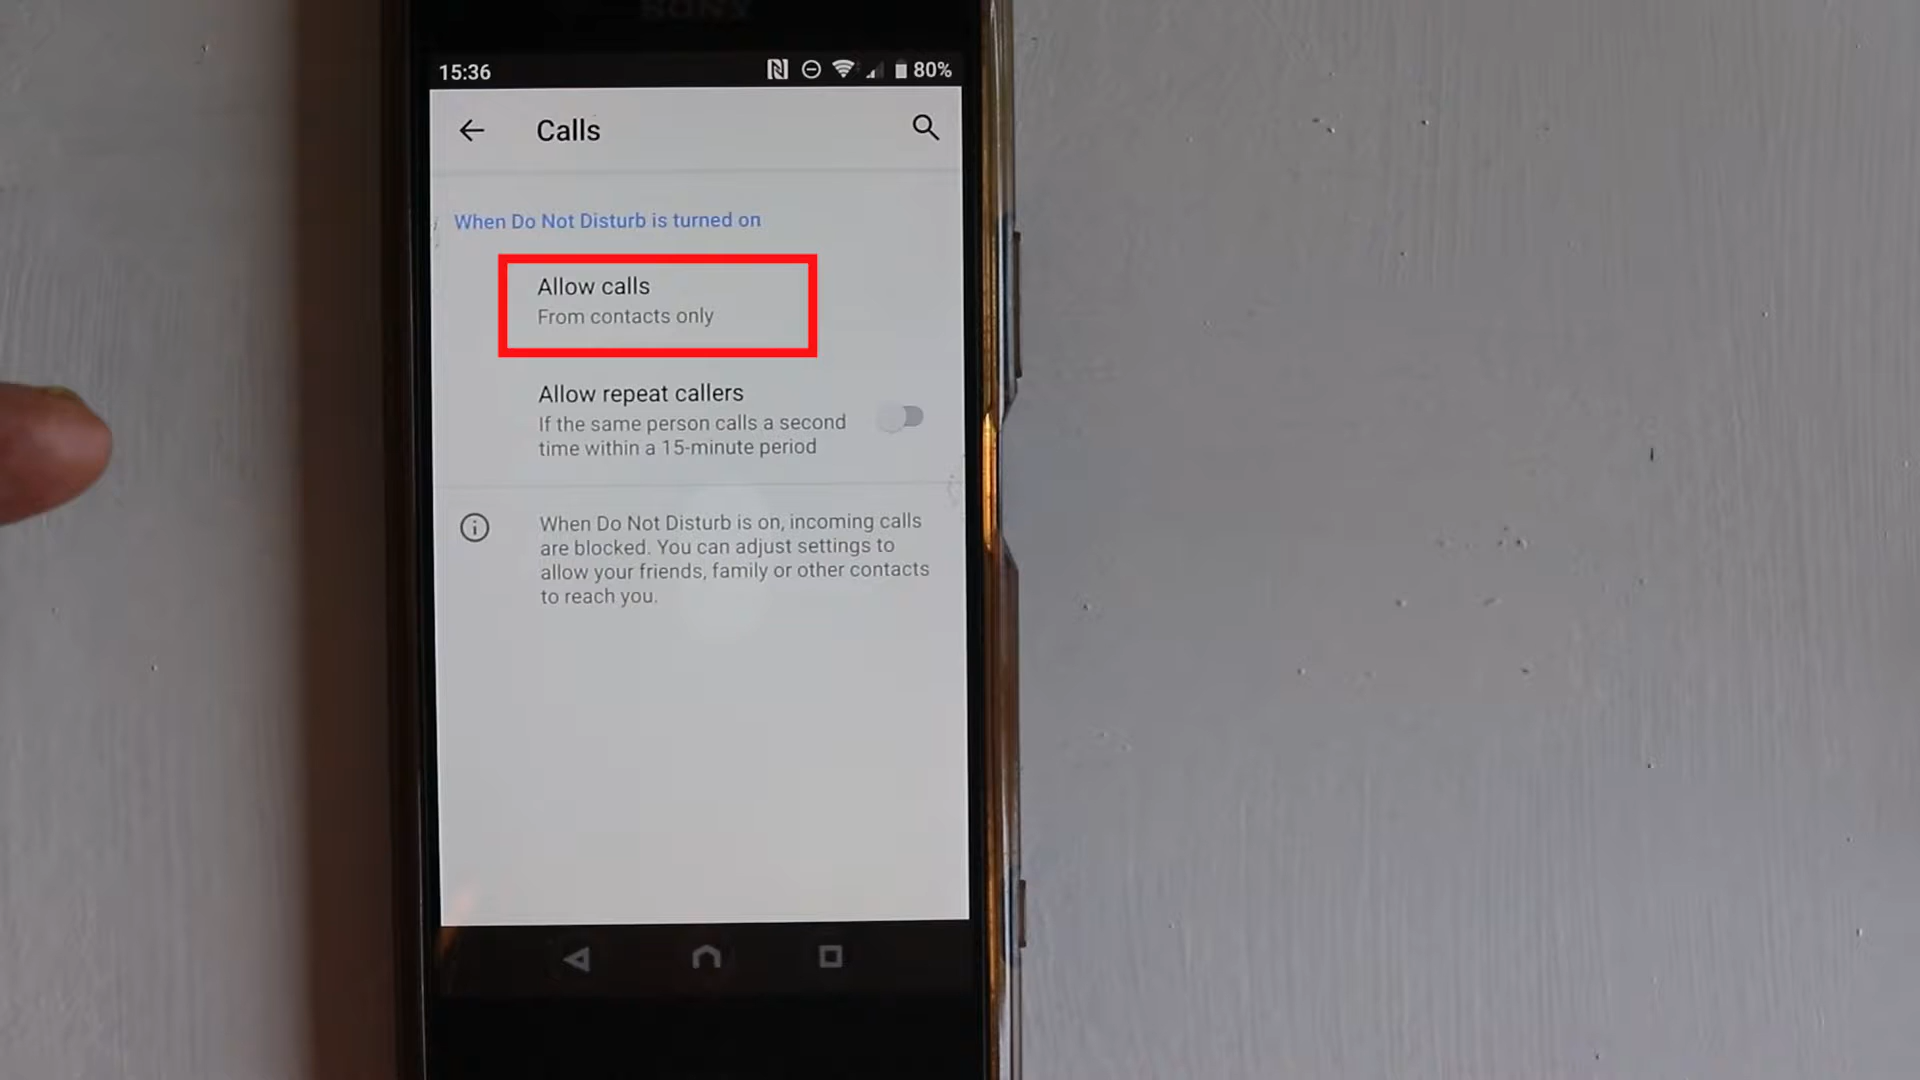 SONY
15:36 80%
Calls
When Do Not Disturb is turned on
Allow calls
From contacts only
Allow repeat callers
If the same person calls a second
time within a 15-minute period
When Do Not Disturb is on, incoming calls
are blocked. You can adjust settings to
allow your friends, family or other contacts
to reach you.